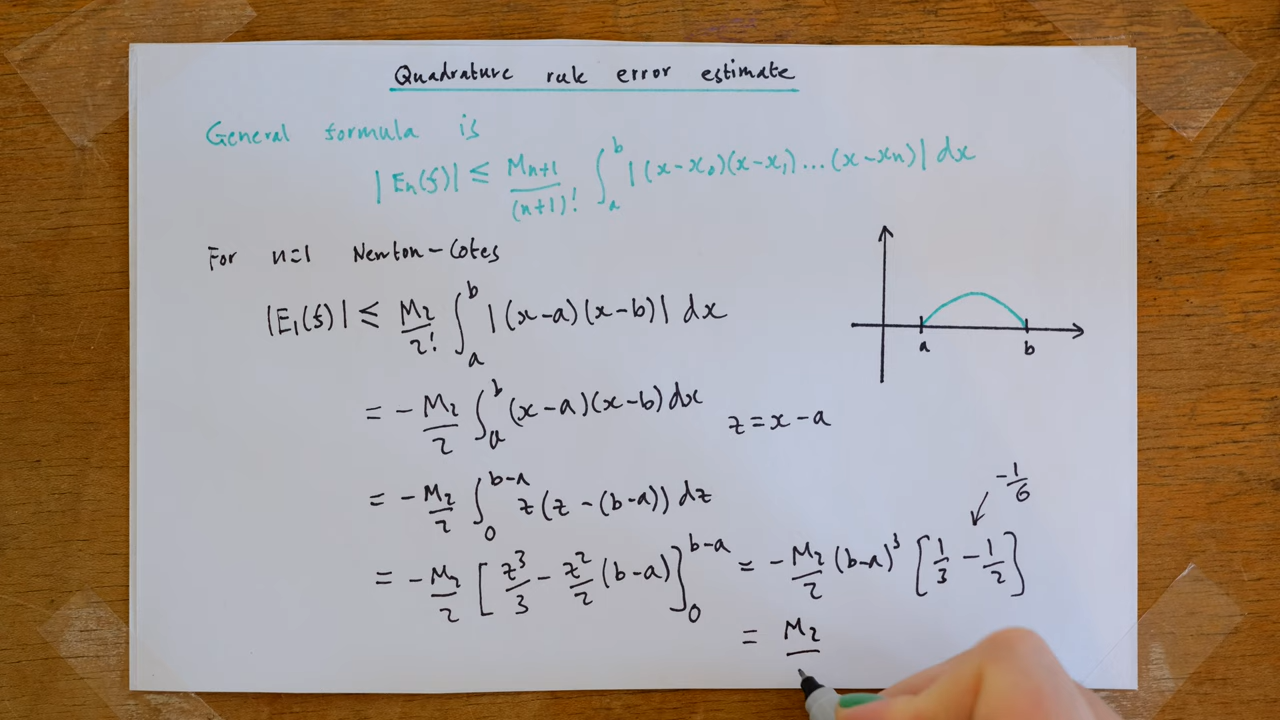 Quadrature rule error estimate
General formula is
|En(f)| ≤ Mn+1/(n+1)! ∫_a^b |(x-x0)(x-x1)...(x-xn)| dx
For n=1 Newton-Cotes
|E1(f)| ≤ M2/2! ∫_a^b |(x-a)(x-b)| dx
a b
= -M2/2 ∫_a^b (x-a)(x-b) dx
z=x-a
= -M2/2 ∫_0^{b-a} z(z-(b-a)) dz
-1/6
= -M2/2 [z^3/3 - z^2/2 (b-a)]_0^{b-a} = -M2/2 (b-a)^3 [1/3 - 1/2]
= M2